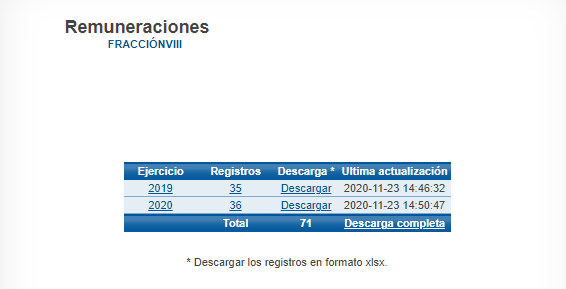 Remuneraciones
FRACCIÓNVIII
Ejercicio Registros Descarga * Ultima actualización
2019 35 Descargar 2020-11-23 14:46:32
2020 36 Descargar 2020-11-23 14:50:47
Total 71 Descarga completa
* Descargar los registros en formato xlsx.